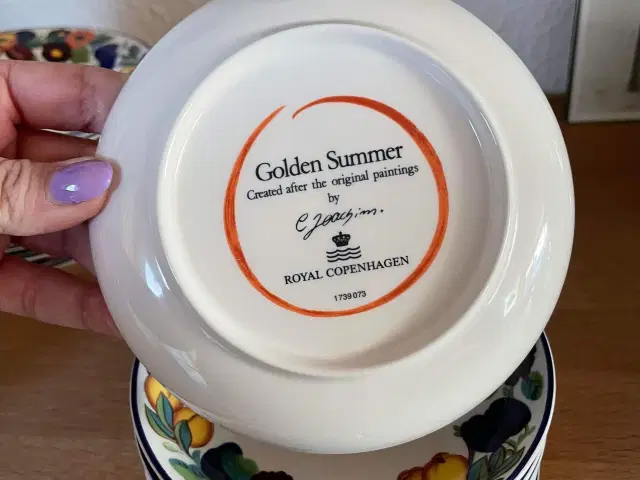 Golden Summer
Created after the original paintings
by
C Joachim.
ROYAL COPENHAGEN
1739073